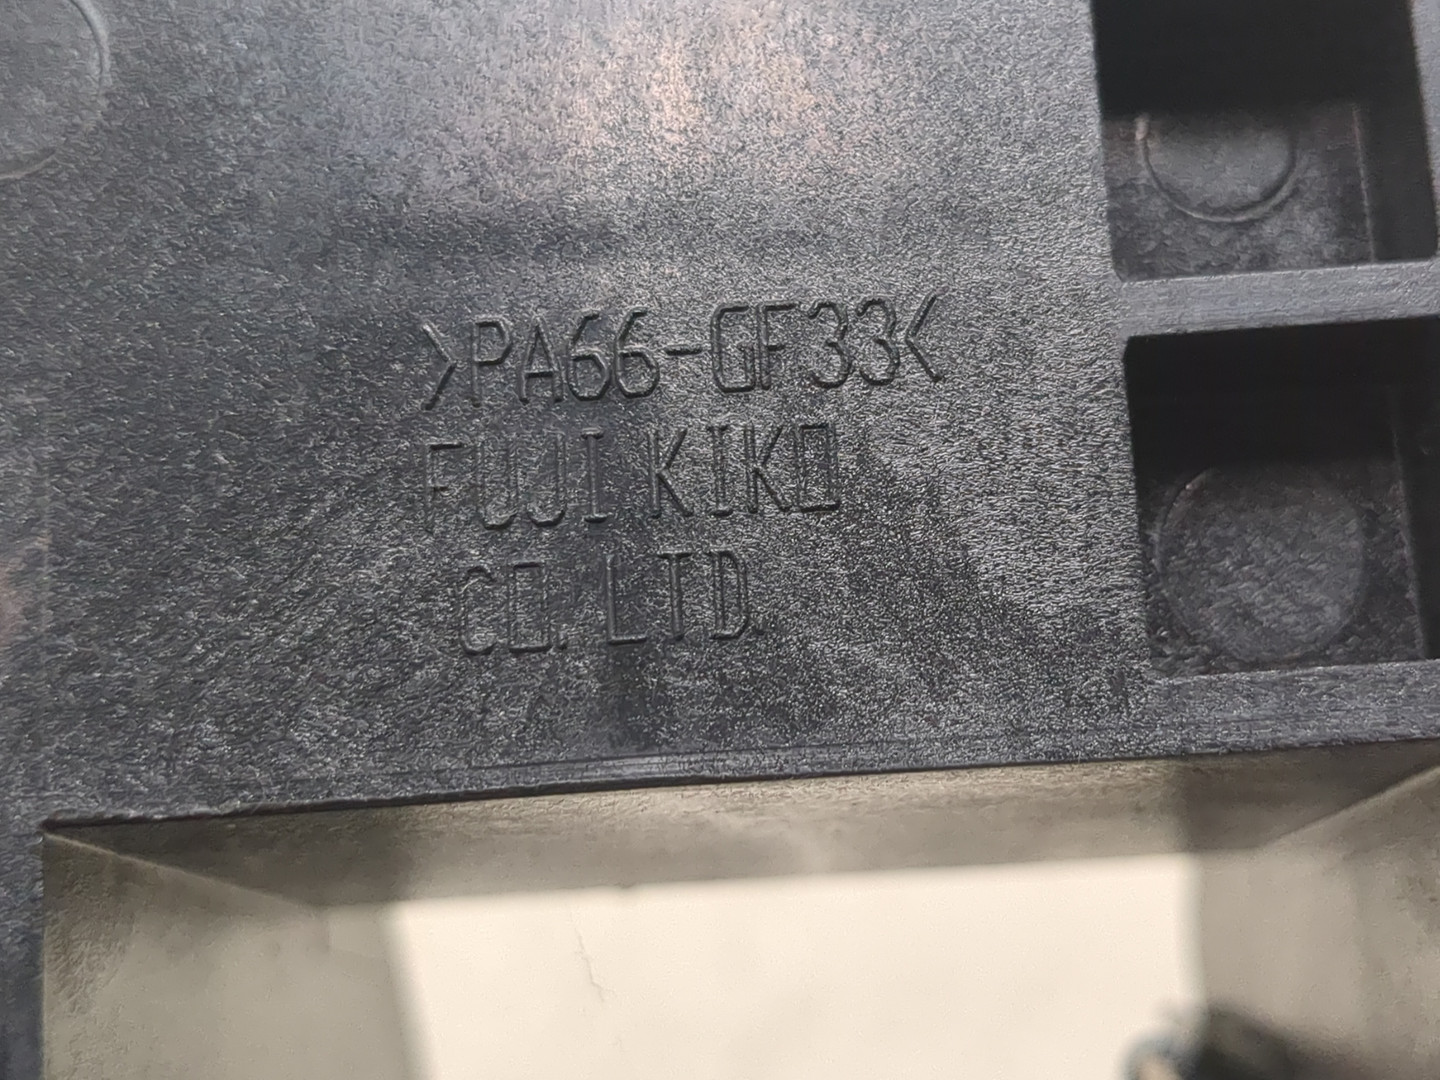 >PA66-GF33<
FUJI KIKO
CO. LTD.